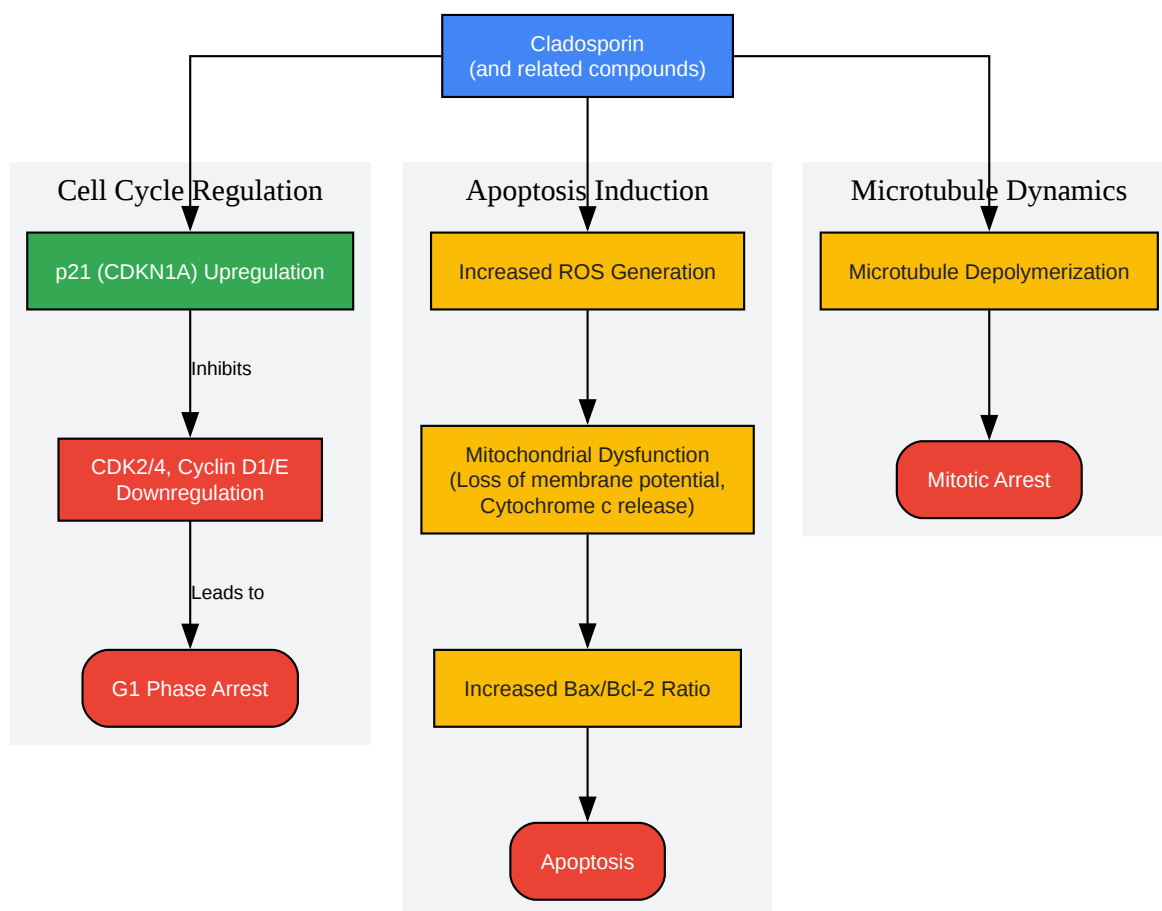 Cladosporin
(and related compounds)
Cell Cycle Regulation
p21 (CDKN1A) Upregulation
Inhibits
CDK2/4, Cyclin D1/E
Downregulation
Leads to
G1 Phase Arrest
Apoptosis Induction
Increased ROS Generation
Mitochondrial Dysfunction
(Loss of membrane potential,
Cytochrome c release)
Increased Bax/Bcl-2 Ratio
Apoptosis
Microtubule Dynamics
Microtubule Depolymerization
Mitotic Arrest